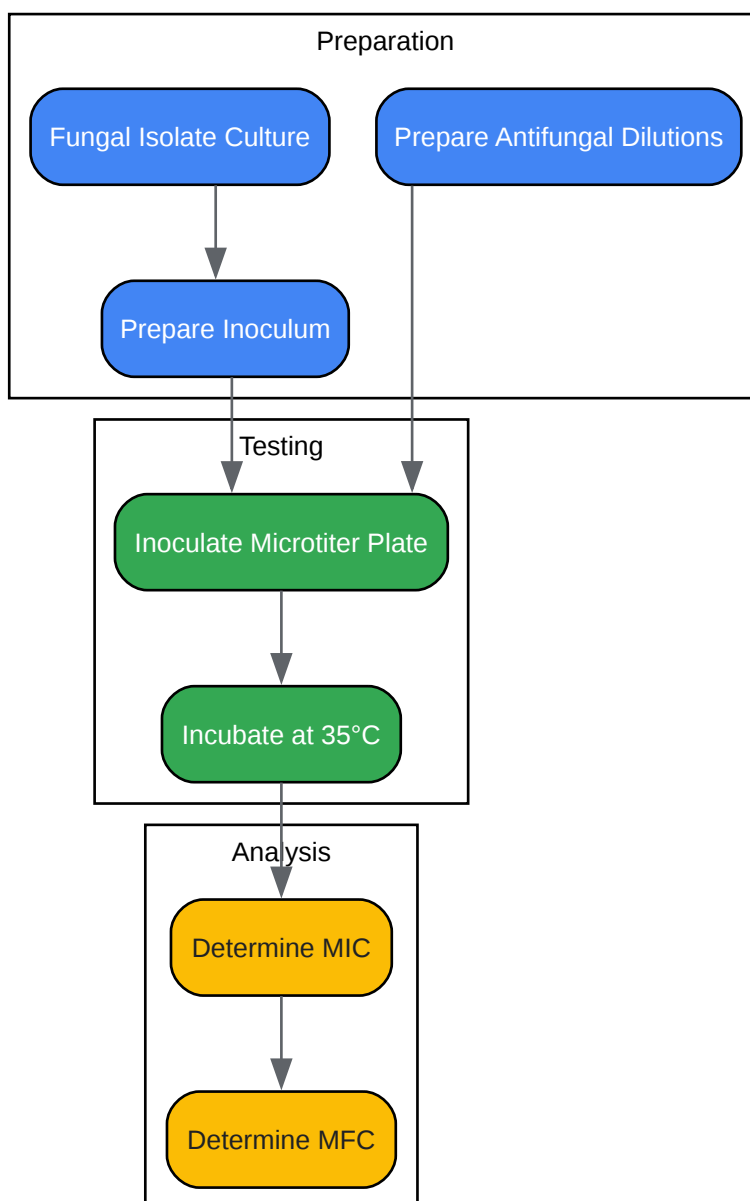 Preparation
Fungal Isolate Culture
Prepare Antifungal Dilutions
Prepare Inoculum
Testing
Inoculate Microtiter Plate
Incubate at 35°C
Analysis
Determine MIC
Determine MFC